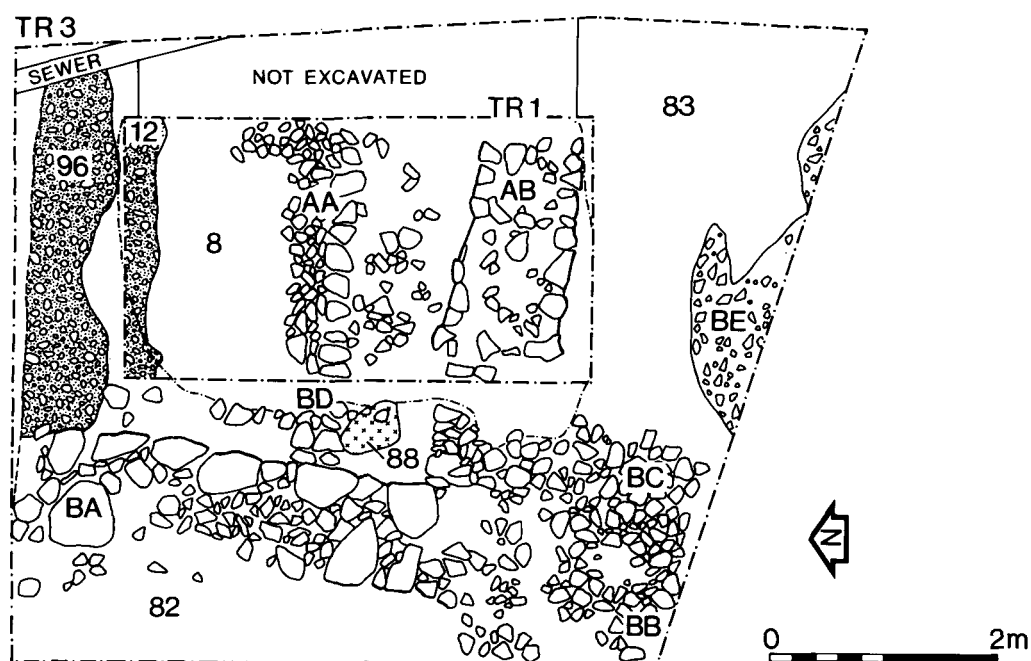 TR 3
SEWER
NOT EXCAVATED
TR 1
83
12
96
AA
AB
8
BE
BD
88
BC
BA
N
82
BB
0 2m